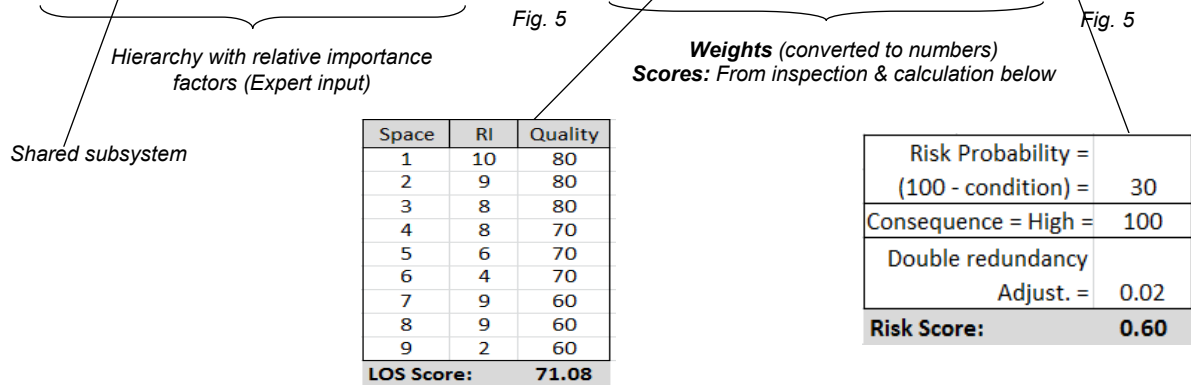 Fig. 5
Fig. 5
Hierarchy with relative importance
factors (Expert input)
Weights (converted to numbers)
Scores: From inspection & calculation below
Shared subsystem
Space RI Quality
1 10 80
2 9 80
3 8 80
4 8 70
5 6 70
6 4 70
7 9 60
8 9 60
9 2 60
LOS Score: 71.08
Risk Probability =
(100 - condition) = 30
Consequence = High = 100
Double redundancy
Adjust. = 0.02
Risk Score: 0.60